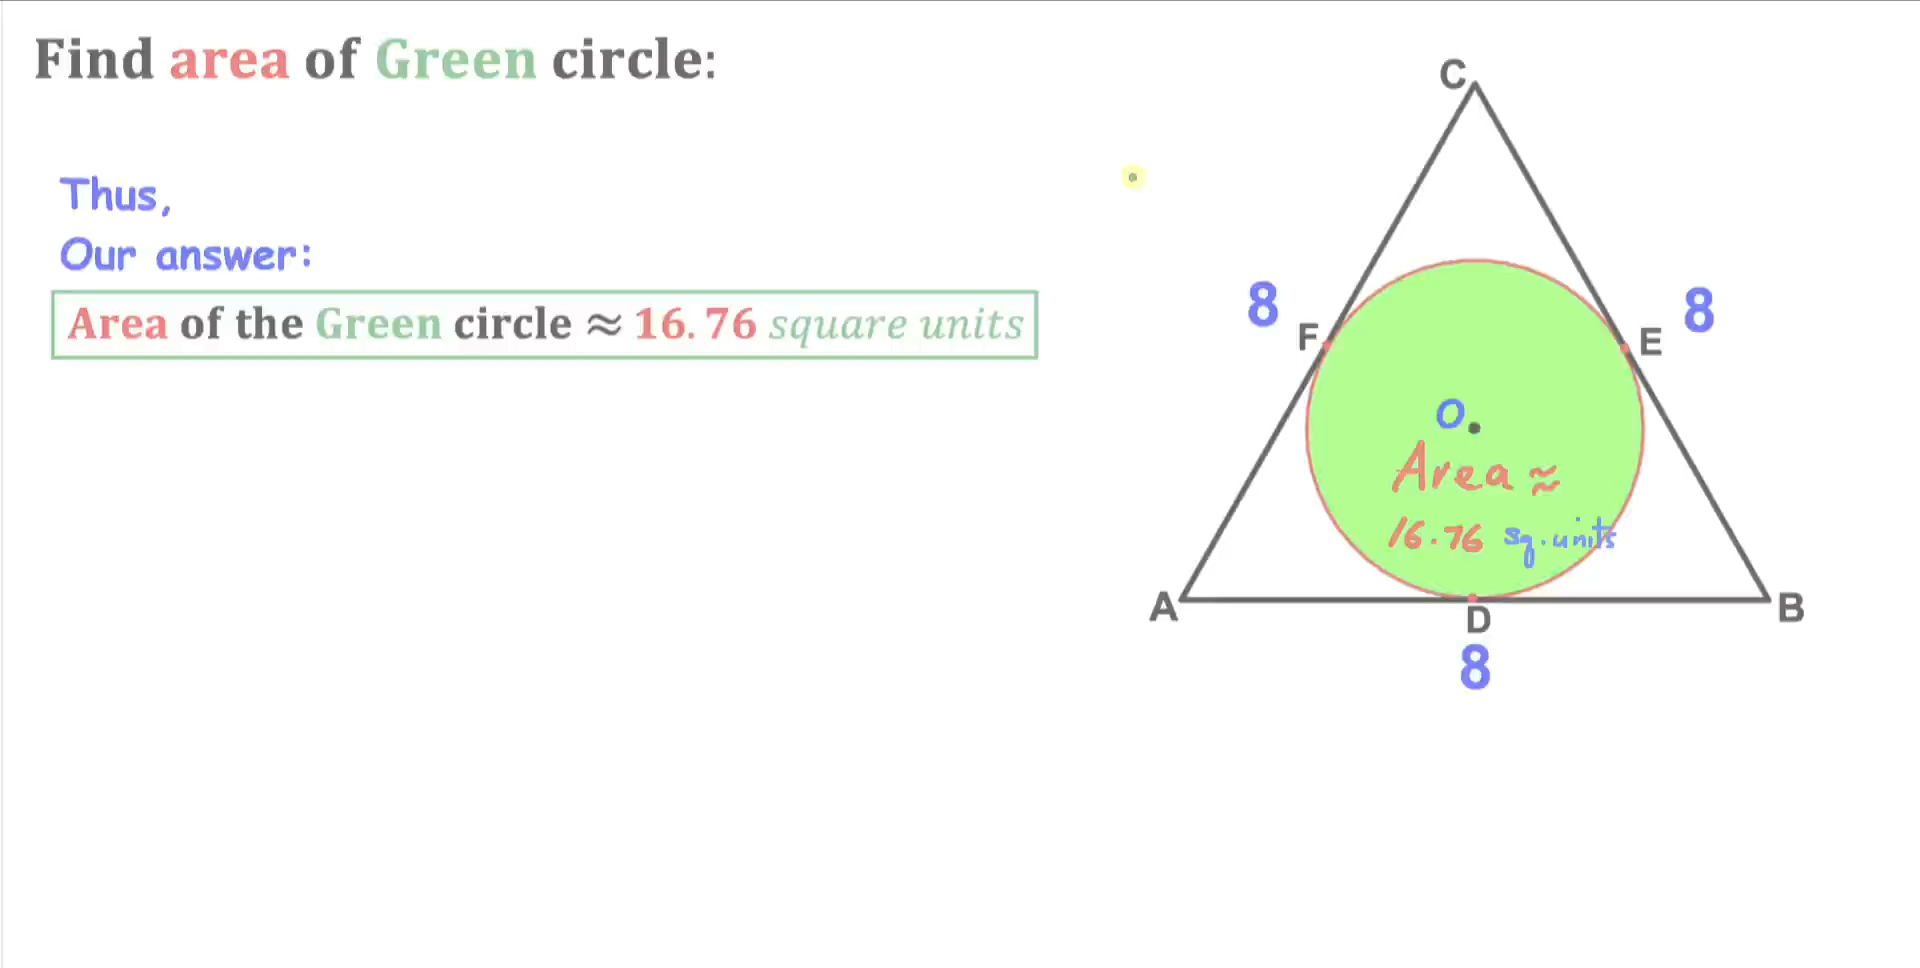 Find area of Green circle:
Thus,
Our answer:
Area of the Green circle ≈ 16.76 square units
C
8
8
F
E
O
Area ≈
16.76 sq.units
A
B
D
8